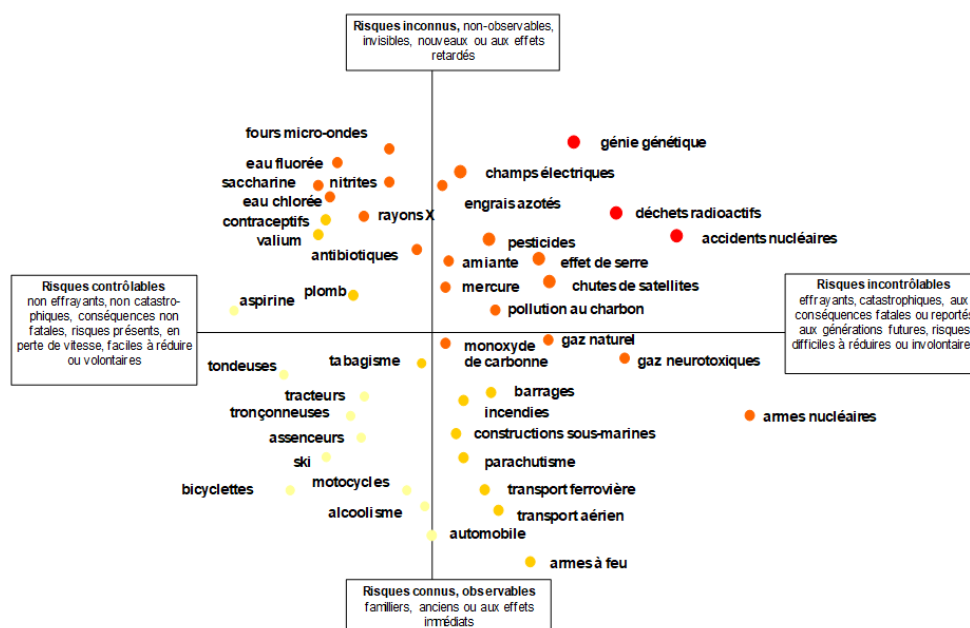 Risques inconnus, non-observables,
invisibles, nouveaux ou aux effets
retardés
fours micro-ondes
génie génétique
eau fluorée
champs électriques
saccharine
nitrites
eau chlorée
engrais azotés
contraceptifs
rayons X
déchets radioactifs
valium
pesticides
accidents nucléaires
antibiotiques
amiante
effet de serre
Risques contrôlables
non effrayants, non catastro-
phiques, conséquences non
fatales, risques présents, en
perte de vitesse, faciles à réduire
ou volontaires
aspirine
plomb
mercure
chutes de satellites
pollution au charbon
Risques incontrôlables
effrayants, catastrophiques, aux
conséquences fatales ou reportés
aux générations futures, risques
difficiles à réduires ou involontaires
monoxyde
de carbonne
gaz naturel
gaz neurotoxiques
tondeuses
tabagisme
tracteurs
barrages
tronçonneuses
incendies
armes nucléaires
assenceurs
constructions sous-marines
ski
parachutisme
bicyclettes
motocycles
transport ferrovière
alcoolisme
transport aérien
automobile
armes à feu
Risques connus, observables
familiers, anciens ou aux effets
immédiats